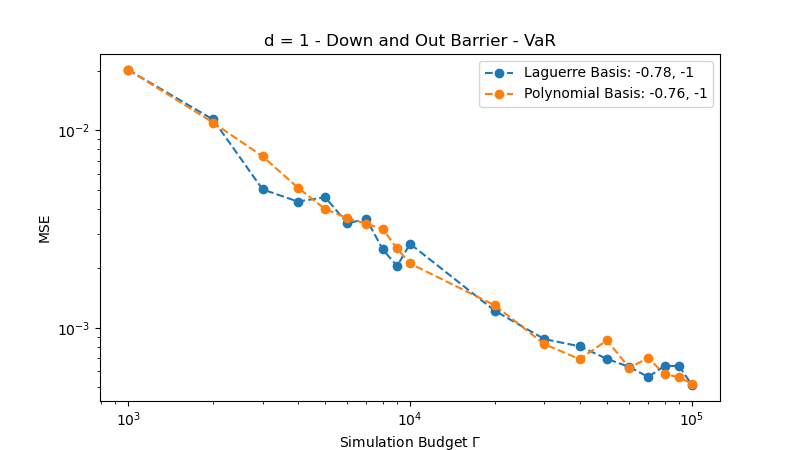 d = 1 - Down and Out Barrier - VaR
Laguerre Basis: -0.78, -1
Polynomial Basis: -0.76, -1
MSE
10⁻²
10⁻³
10³
10⁴
10⁵
Simulation Budget Γ